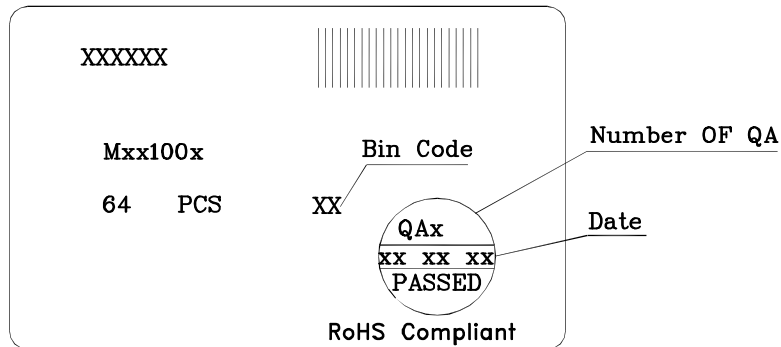 XXXXXX
Number OF QA
Mxx100x
Bin Code
64 PCS XX
QAx
Date
xx xx xx
PASSED
RoHS Compliant